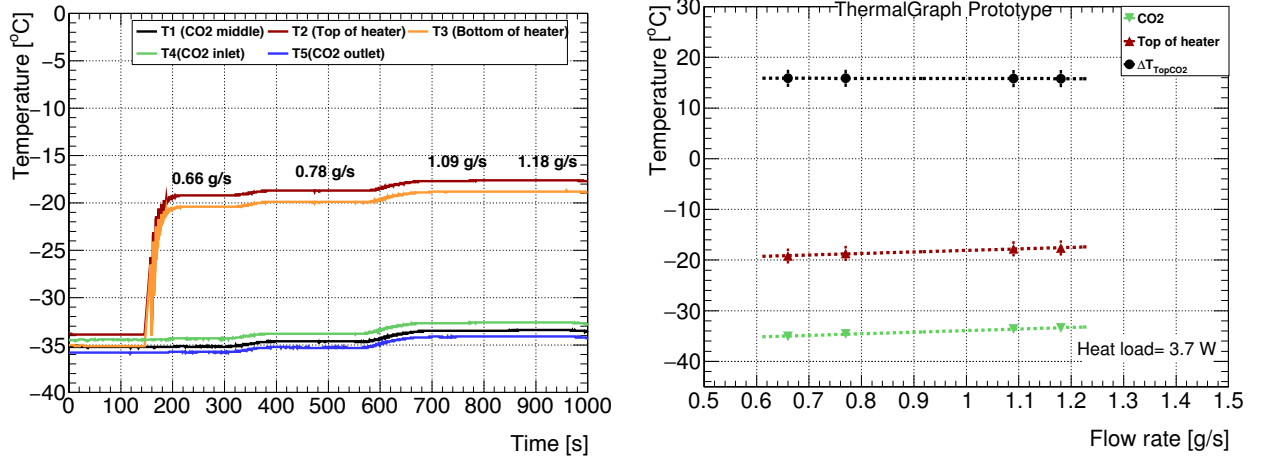 Temperature [°C]
0
−5
−10
−15
−20
−25
−30
−35
−40
T1 (CO2 middle) T2 (Top of heater) T3 (Bottom of heater)
T4(CO2 inlet) T5(CO2 outlet)
0.66 g/s 0.78 g/s 1.09 g/s 1.18 g/s
0 100 200 300 400 500 600 700 800 900 1000
Time [s]
Temperature [°C]
30
20
10
0
−10
−20
−30
−40
ThermalGraph Prototype
CO2
Top of heater
ΔT_TopCO2
Heat load= 3.7 W
0.5 0.6 0.7 0.8 0.9 1 1.1 1.2 1.3 1.4 1.5
Flow rate [g/s]